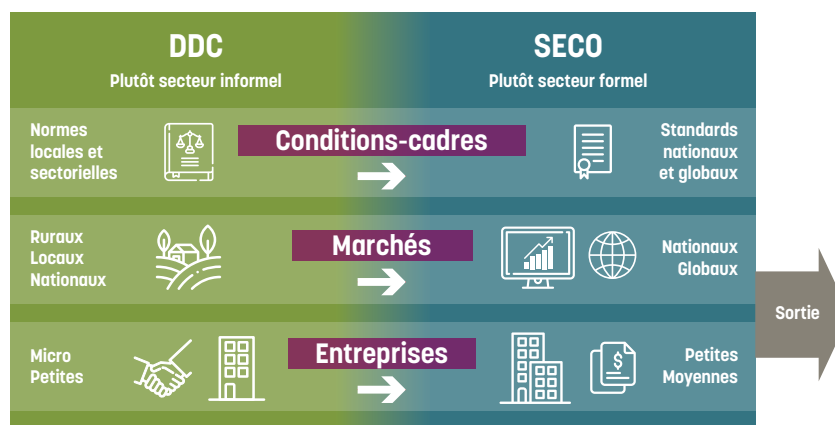 DDC
Plutôt secteur informel
SECO
Plutôt secteur formel
Normes
locales et
sectorielles
Conditions-cadres
Standards
nationaux
et globaux
Ruraux
Locaux
Nationaux
Marchés
Nationaux
Globaux
Sortie
Micro
Petites
Entreprises
$
Petites
Moyennes